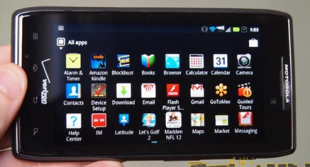 1:53
All apps
Alarm & Timer
Amazon Kindle
Blockbust
Books
Browser
Calculator
31
Calendar
Camera
Contacts
Device Setup
Download
Email
Flash Player S...
Gmail
GoToMee
Guided Tours
Help Center
IM
Latitude
Let's Golf 2
Madden NFL 12
Maps
Market
Messaging
verizon
MOTOROLA